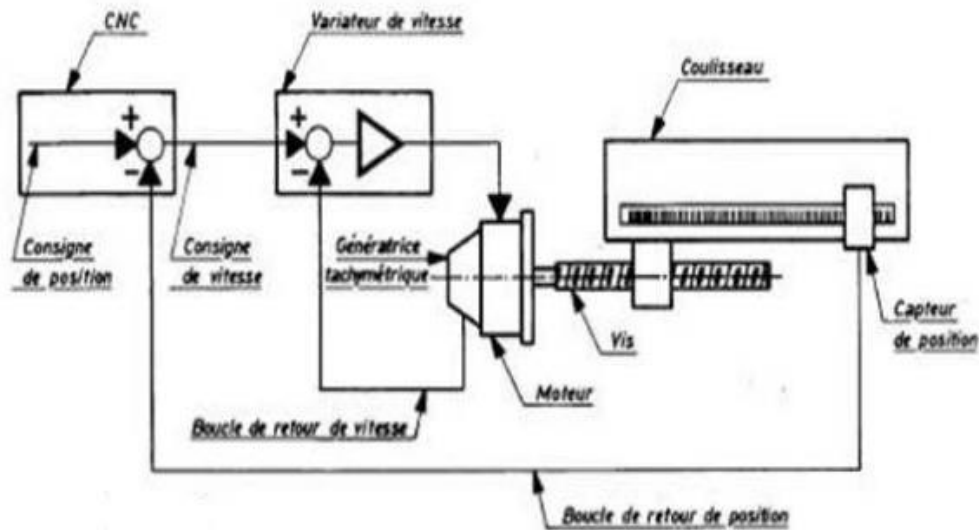 CNC
Variateur de vitesse
Coulisseau
+
-
+
-
Consigne
de position
Consigne
de vitesse
Génératrice
tachymétrique
Vis
Capteur
de position
Moteur
Boucle de retour de vitesse
Boucle de retour de position